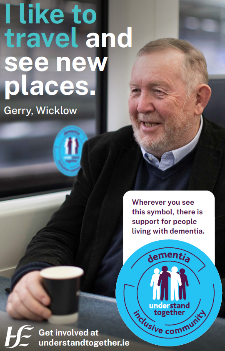 I like to
travel and
see new
places.
Gerry, Wicklow
Wherever you see
this symbol, there is
support for people
living with dementia.
dementia
understand
together
inclusive community
Get involved at
understandtogether.ie